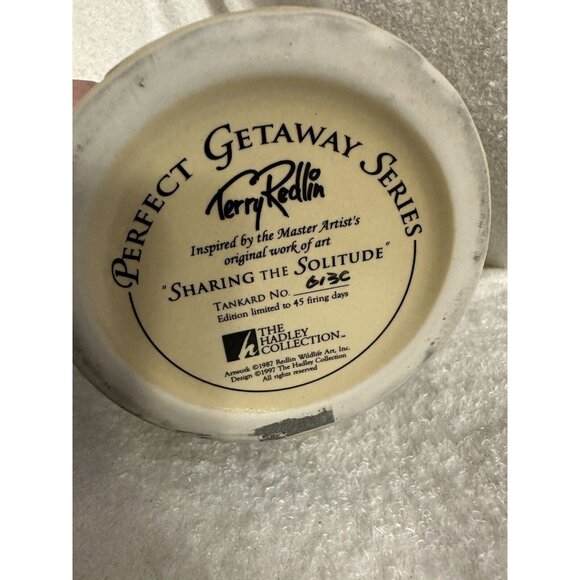 PERFECT GETAWAY SERIES
Terry Redlin
Inspired by the Master Artist's
original work of art
"SHARING THE SOLITUDE"
TANKARD NO. 613C
Edition limited to 45 firing days
h THE
HADLEY
COLLECTION™
Artwork ©1987 Redlin Wildlife Art, Inc.
Design ©1997 The Hadley Collection
All rights reserved